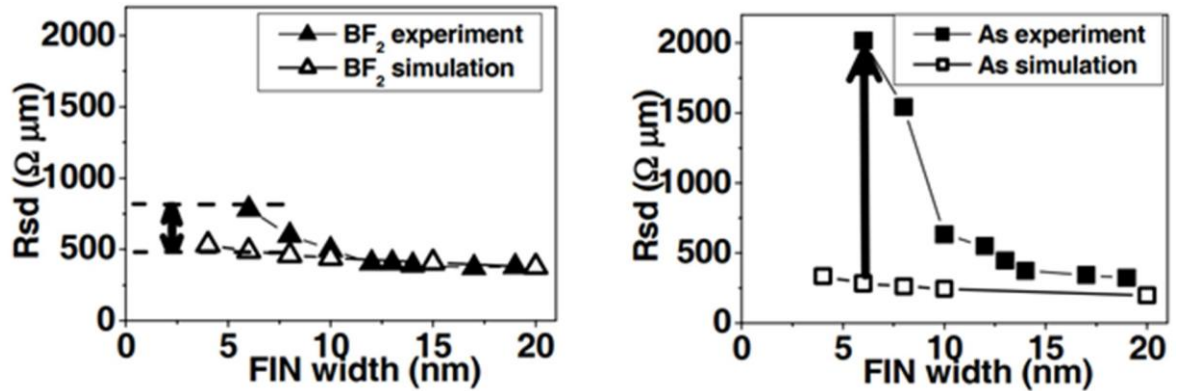 BF2 experiment
BF2 simulation
Rsd (Ω μm)
2000
1500
1000
500
0
0 5 10 15 20
FIN width (nm)
As experiment
As simulation
Rsd (Ω μm)
2000
1500
1000
500
0
0 5 10 15 20
FIN width (nm)